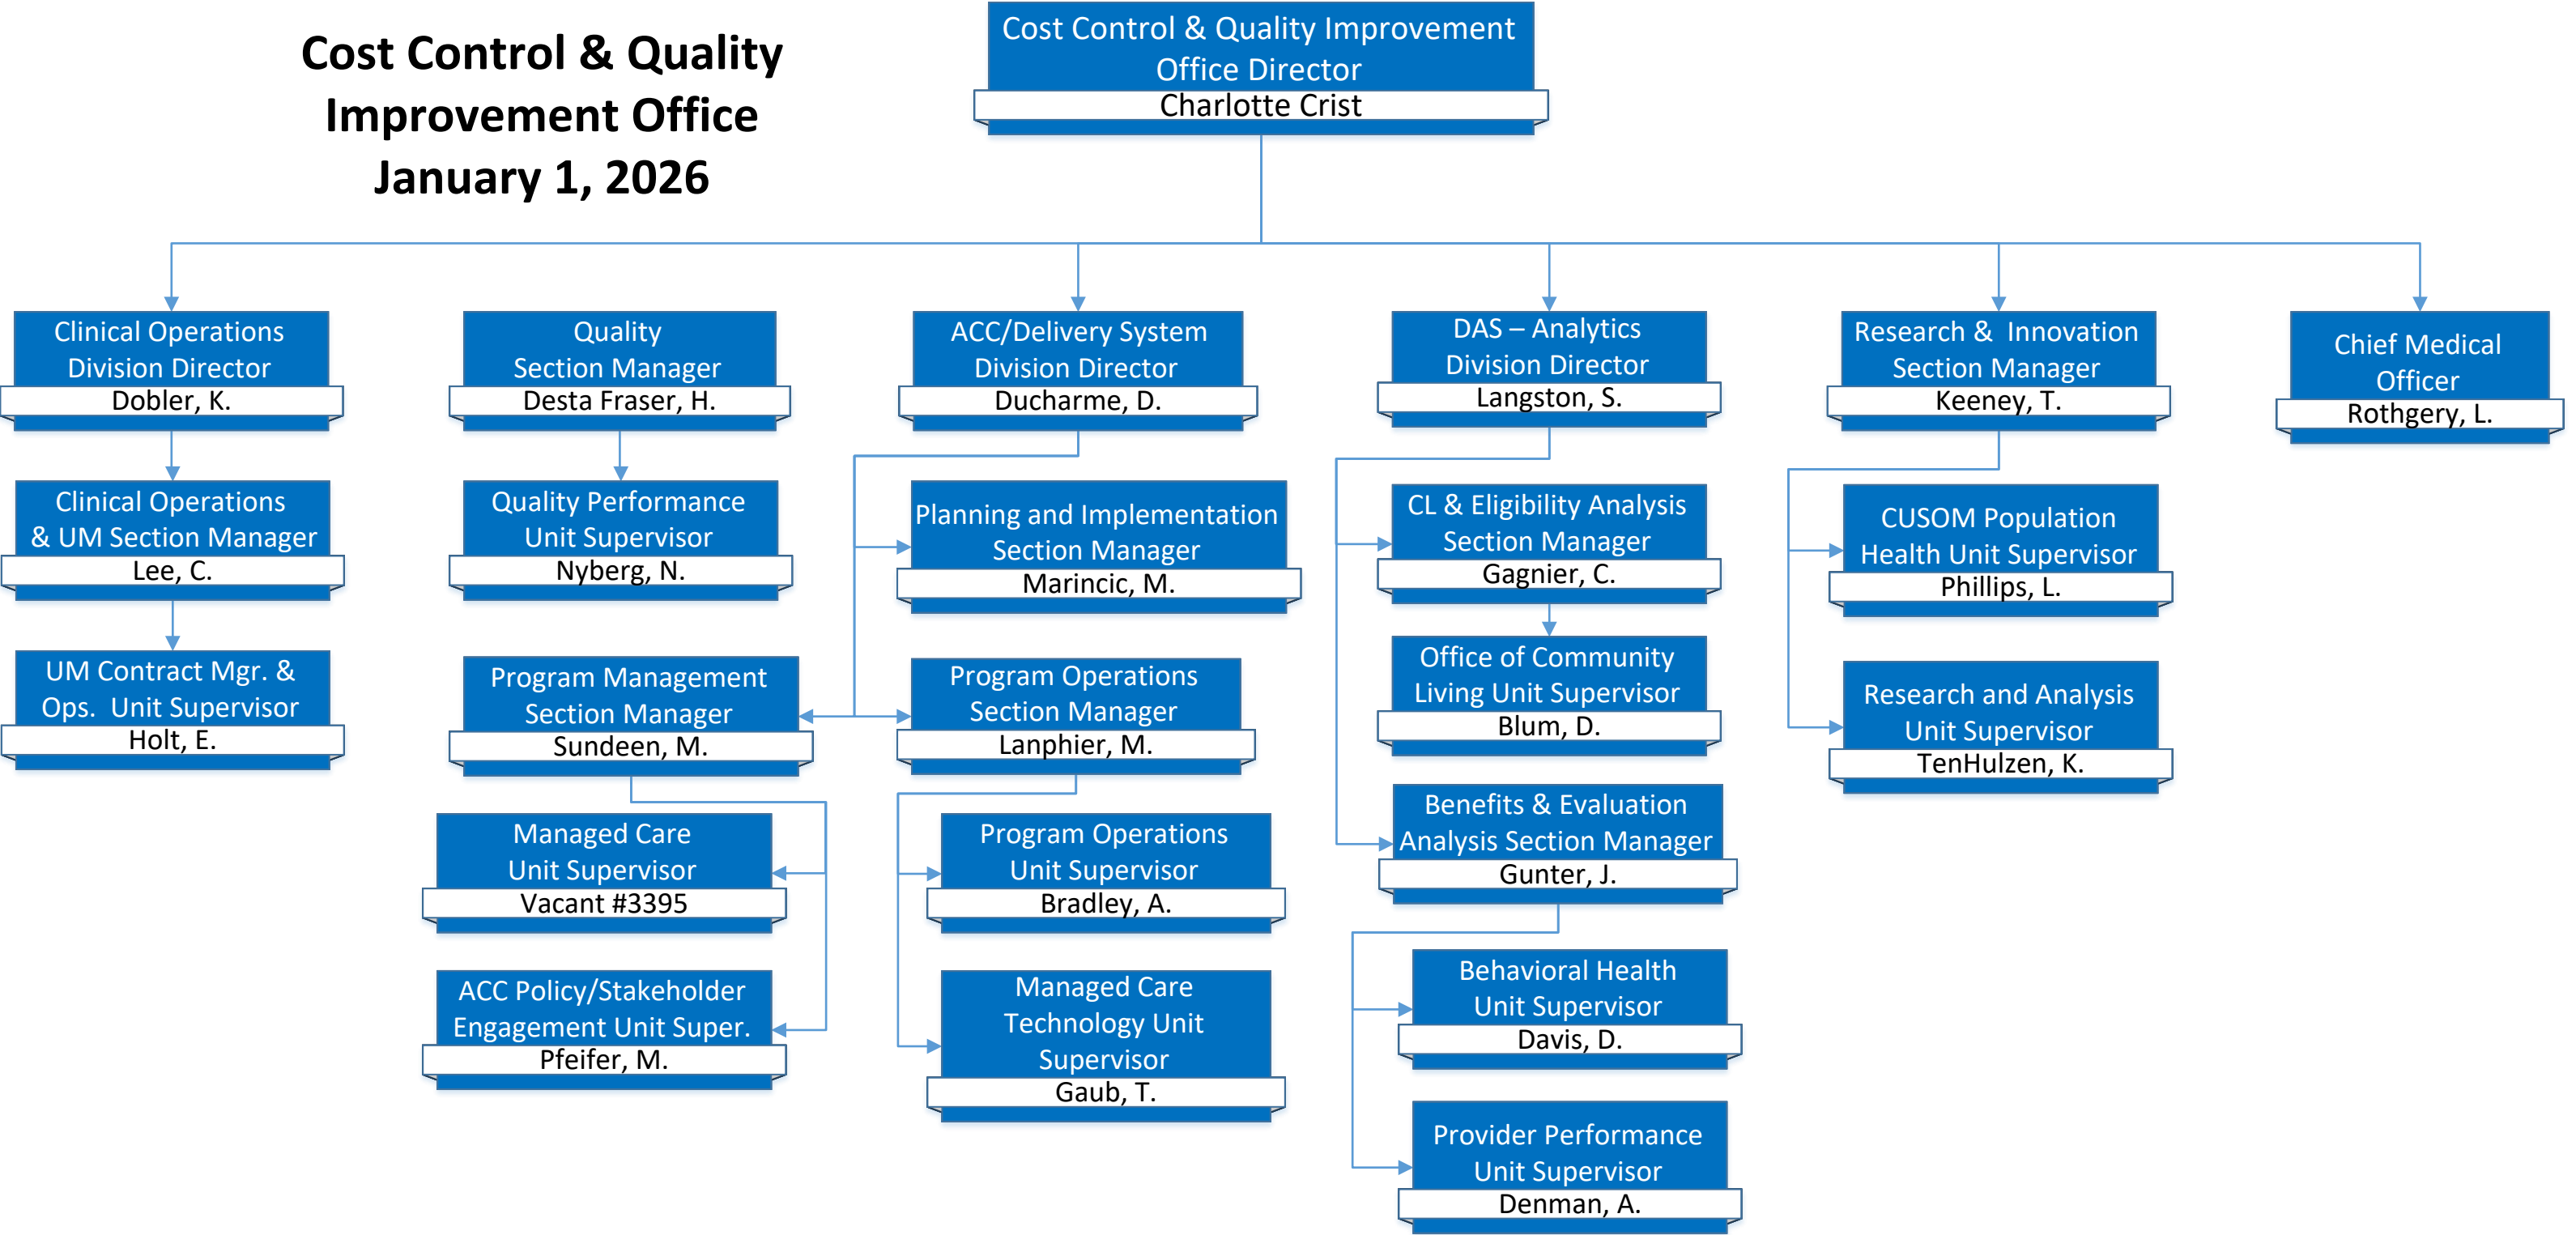 Cost Control & Quality
Improvement Office
January 1, 2026
Cost Control & Quality Improvement
Office Director
Charlotte Crist
Clinical Operations
Division Director
Dobler, K.
Quality
Section Manager
Desta Fraser, H.
ACC/Delivery System
Division Director
Ducharme, D.
DAS – Analytics
Division Director
Langston, S.
Research & Innovation
Section Manager
Keeney, T.
Chief Medical
Officer
Rothgery, L.
Clinical Operations
& UM Section Manager
Lee, C.
Quality Performance
Unit Supervisor
Nyberg, N.
Planning and Implementation
Section Manager
Marincic, M.
CL & Eligibility Analysis
Section Manager
Gagnier, C.
CUSOM Population
Health Unit Supervisor
Phillips, L.
UM Contract Mgr. &
Ops. Unit Supervisor
Holt, E.
Program Management
Section Manager
Sundeen, M.
Program Operations
Section Manager
Lanphier, M.
Office of Community
Living Unit Supervisor
Blum, D.
Research and Analysis
Unit Supervisor
TenHulzen, K.
Managed Care
Unit Supervisor
Vacant #3395
Program Operations
Unit Supervisor
Bradley, A.
Benefits & Evaluation
Analysis Section Manager
Gunter, J.
ACC Policy/Stakeholder
Engagement Unit Super.
Pfeifer, M.
Managed Care
Technology Unit
Supervisor
Gaub, T.
Behavioral Health
Unit Supervisor
Davis, D.
Provider Performance
Unit Supervisor
Denman, A.